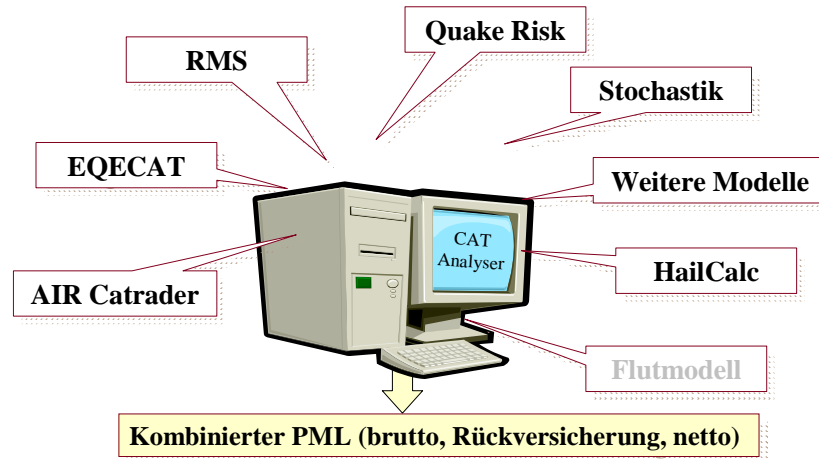 Quake Risk
RMS
Stochastik
EQECAT
Weitere Modelle
CAT
Analyser
HailCalc
AIR Catrader
Flutmodell
Kombinierter PML (brutto, Rückversicherung, netto)